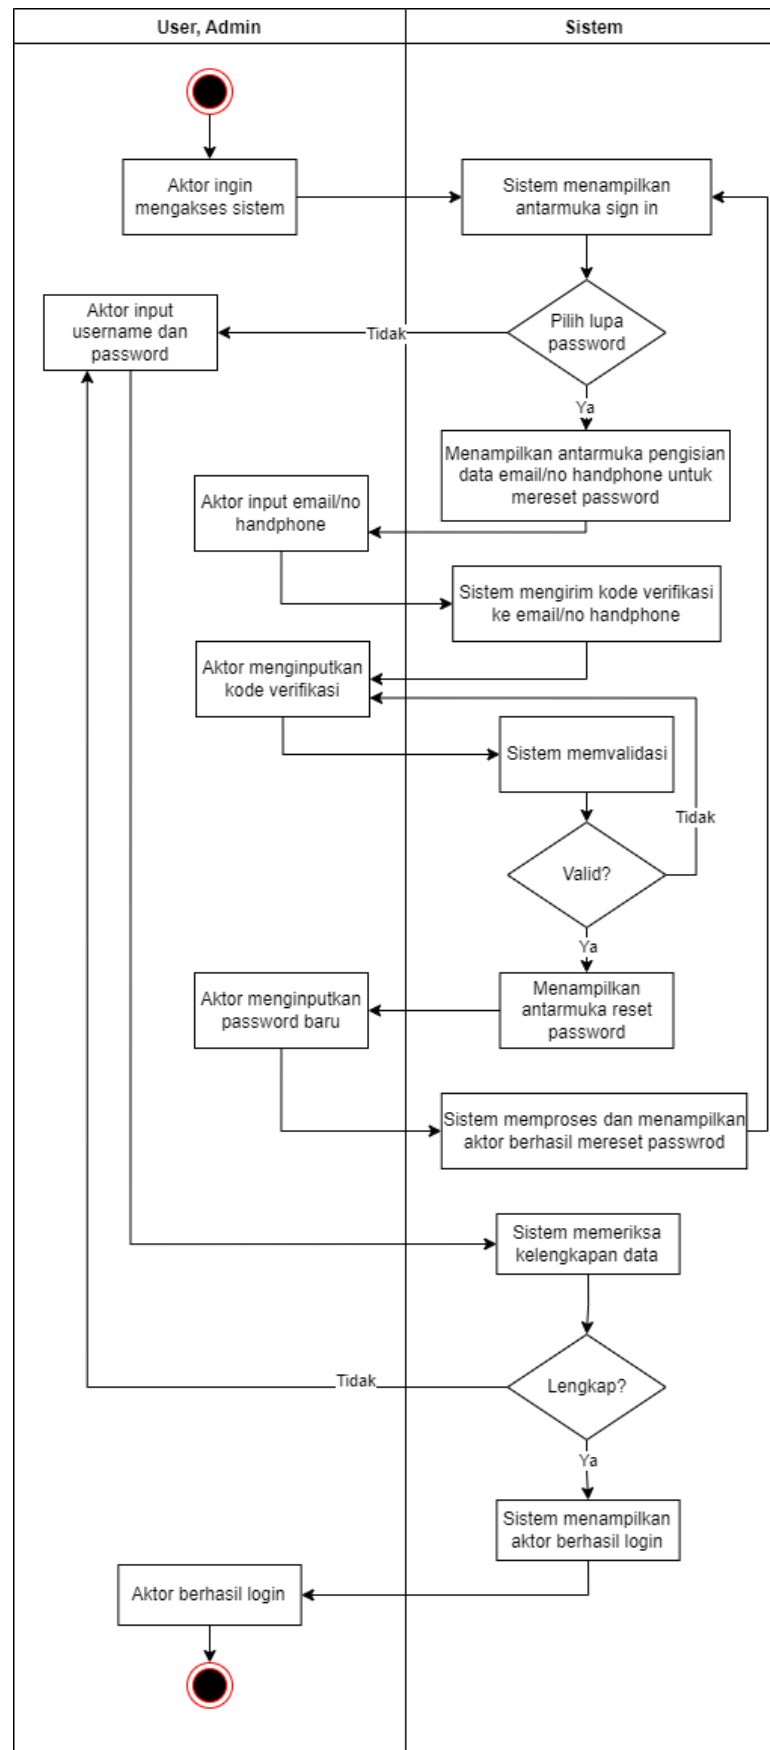 User, Admin
Sistem
Aktor ingin
mengakses sistem
Sistem menampilkan
antarmuka sign in
Aktor input
username dan
password
Tidak
Pilih lupa
password
Ya
Menampilkan antarmuka pengisian
data email/no handphone untuk
mereset password
Aktor input email/no
handphone
Sistem mengirim kode verifikasi
ke email/no handphone
Aktor menginputkan
kode verifikasi
Sistem memvalidasi
Tidak
Valid?
Ya
Menampilkan
antarmuka reset
password
Aktor menginputkan
password baru
Sistem memproses dan menampilkan
aktor berhasil mereset passwrod
Sistem memeriksa
kelengkapan data
Tidak
Lengkap?
Ya
Sistem menampilkan
aktor berhasil login
Aktor berhasil login